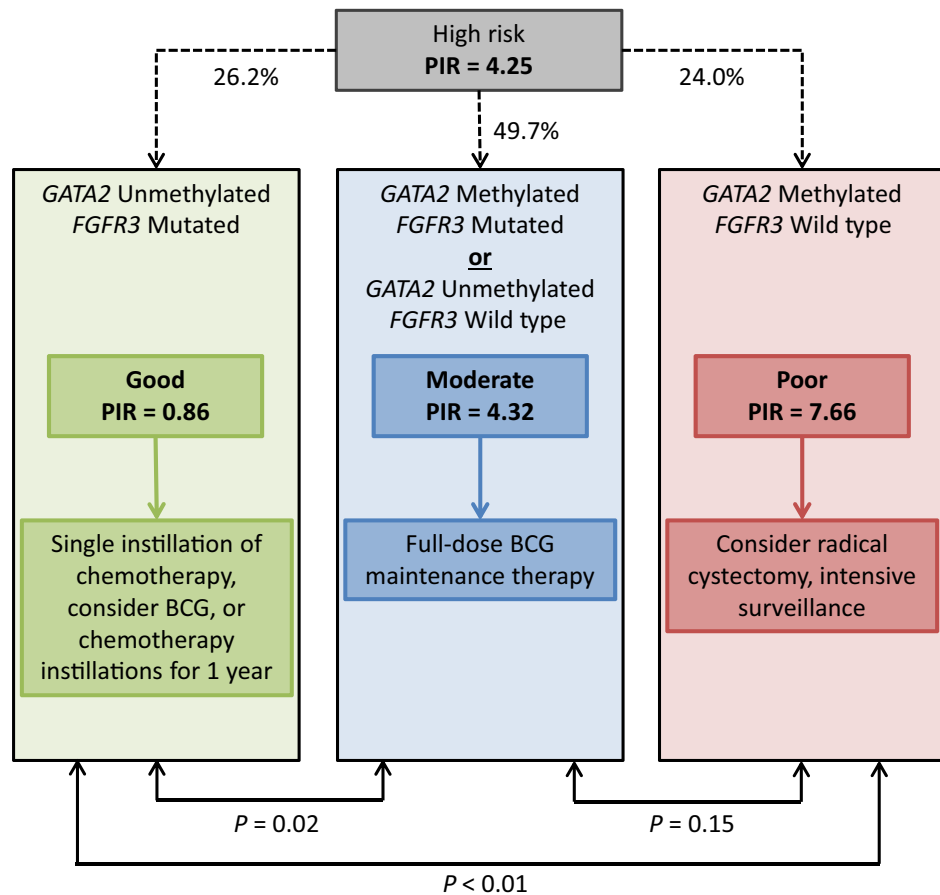 High risk
PIR = 4.25
26.2%
49.7%
24.0%
GATA2 Unmethylated
FGFR3 Mutated
Good
PIR = 0.86
Single instillation of
chemotherapy,
consider BCG, or
chemotherapy
instillations for 1 year
GATA2 Methylated
FGFR3 Mutated
or
GATA2 Unmethylated
FGFR3 Wild type
Moderate
PIR = 4.32
Full-dose BCG
maintenance therapy
GATA2 Methylated
FGFR3 Wild type
Poor
PIR = 7.66
Consider radical
cystectomy, intensive
surveillance
P = 0.02
P = 0.15
P < 0.01